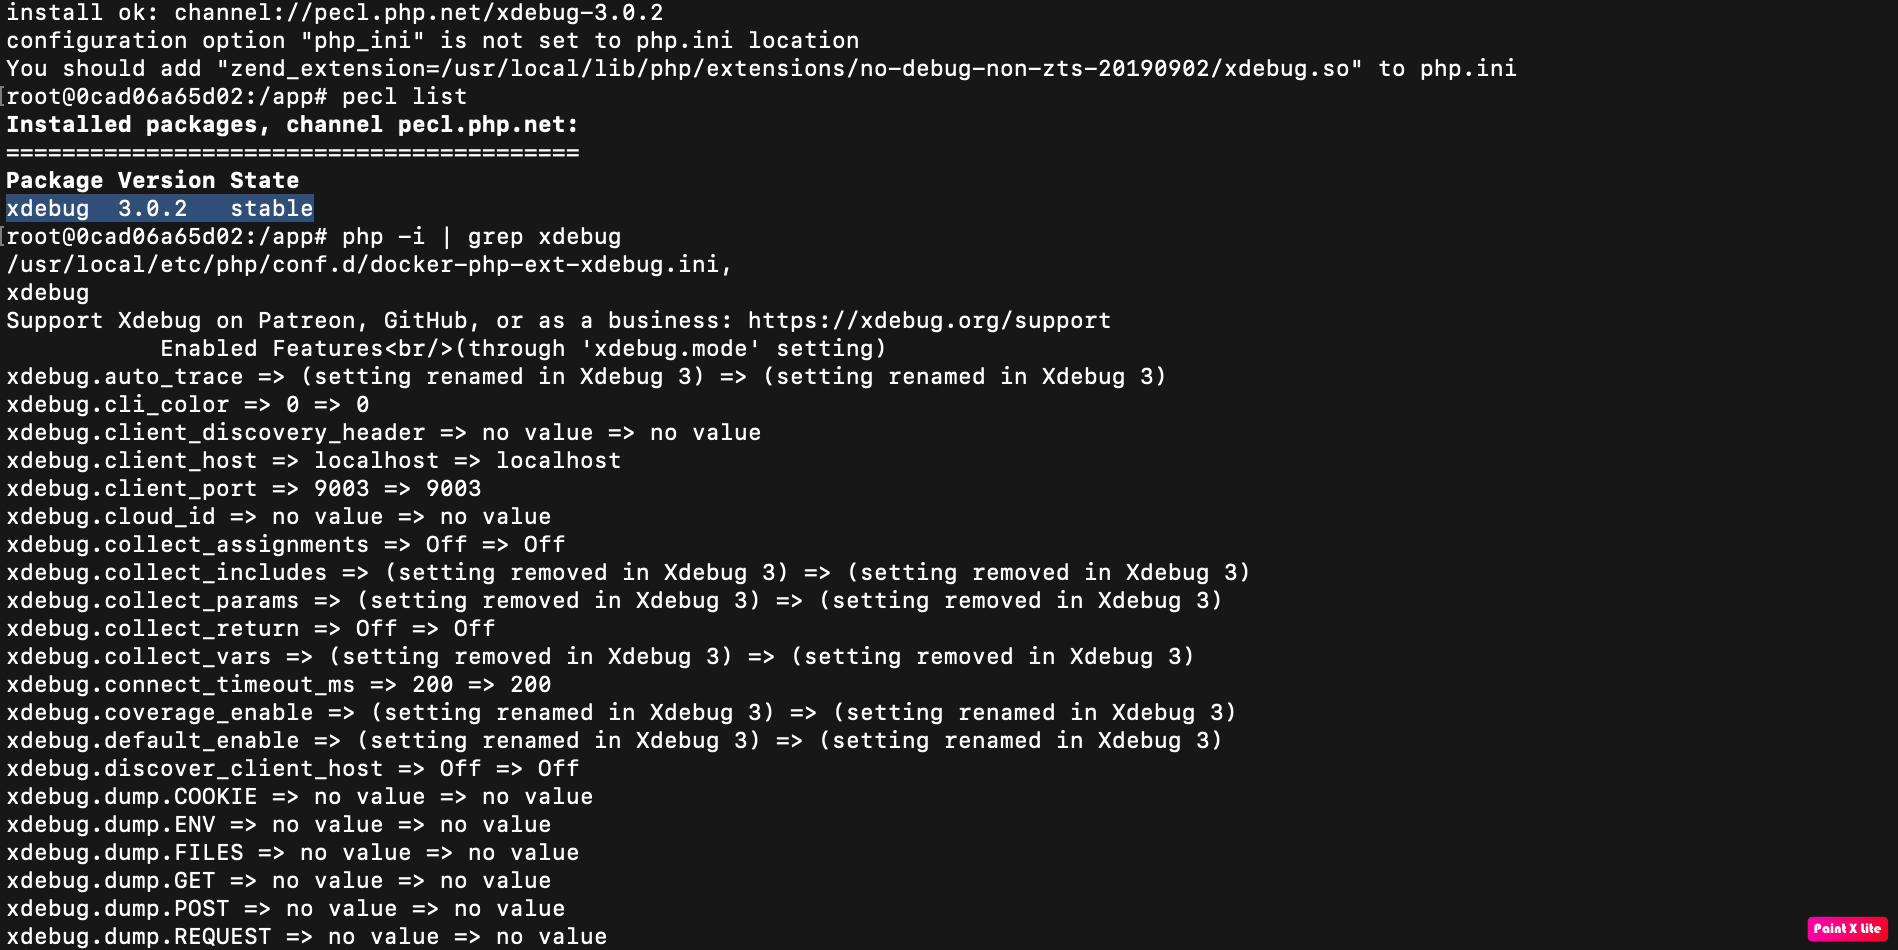 install ok: channel://pecl.php.net/xdebug-3.0.2
configuration option "php_ini" is not set to php.ini location
You should add "zend_extension=/usr/local/lib/php/extensions/no-debug-non-zts-20190902/xdebug.so" to php.ini
[root@0cad06a65d02:/app# pecl list
Installed packages, channel pecl.php.net:
=========================================
Package Version State
xdebug  3.0.2   stable
[root@0cad06a65d02:/app# php -i | grep xdebug
/usr/local/etc/php/conf.d/docker-php-ext-xdebug.ini,
xdebug
Support Xdebug on Patreon, GitHub, or as a business: https://xdebug.org/support
           Enabled Features<br/>(through 'xdebug.mode' setting)
xdebug.auto_trace => (setting renamed in Xdebug 3) => (setting renamed in Xdebug 3)
xdebug.cli_color => 0 => 0
xdebug.client_discovery_header => no value => no value
xdebug.client_host => localhost => localhost
xdebug.client_port => 9003 => 9003
xdebug.cloud_id => no value => no value
xdebug.collect_assignments => Off => Off
xdebug.collect_includes => (setting removed in Xdebug 3) => (setting removed in Xdebug 3)
xdebug.collect_params => (setting removed in Xdebug 3) => (setting removed in Xdebug 3)
xdebug.collect_return => Off => Off
xdebug.collect_vars => (setting removed in Xdebug 3) => (setting removed in Xdebug 3)
xdebug.connect_timeout_ms => 200 => 200
xdebug.coverage_enable => (setting renamed in Xdebug 3) => (setting renamed in Xdebug 3)
xdebug.default_enable => (setting renamed in Xdebug 3) => (setting renamed in Xdebug 3)
xdebug.discover_client_host => Off => Off
xdebug.dump.COOKIE => no value => no value
xdebug.dump.ENV => no value => no value
xdebug.dump.FILES => no value => no value
xdebug.dump.GET => no value => no value
xdebug.dump.POST => no value => no value
xdebug.dump.REQUEST => no value => no value
Paint X Lite